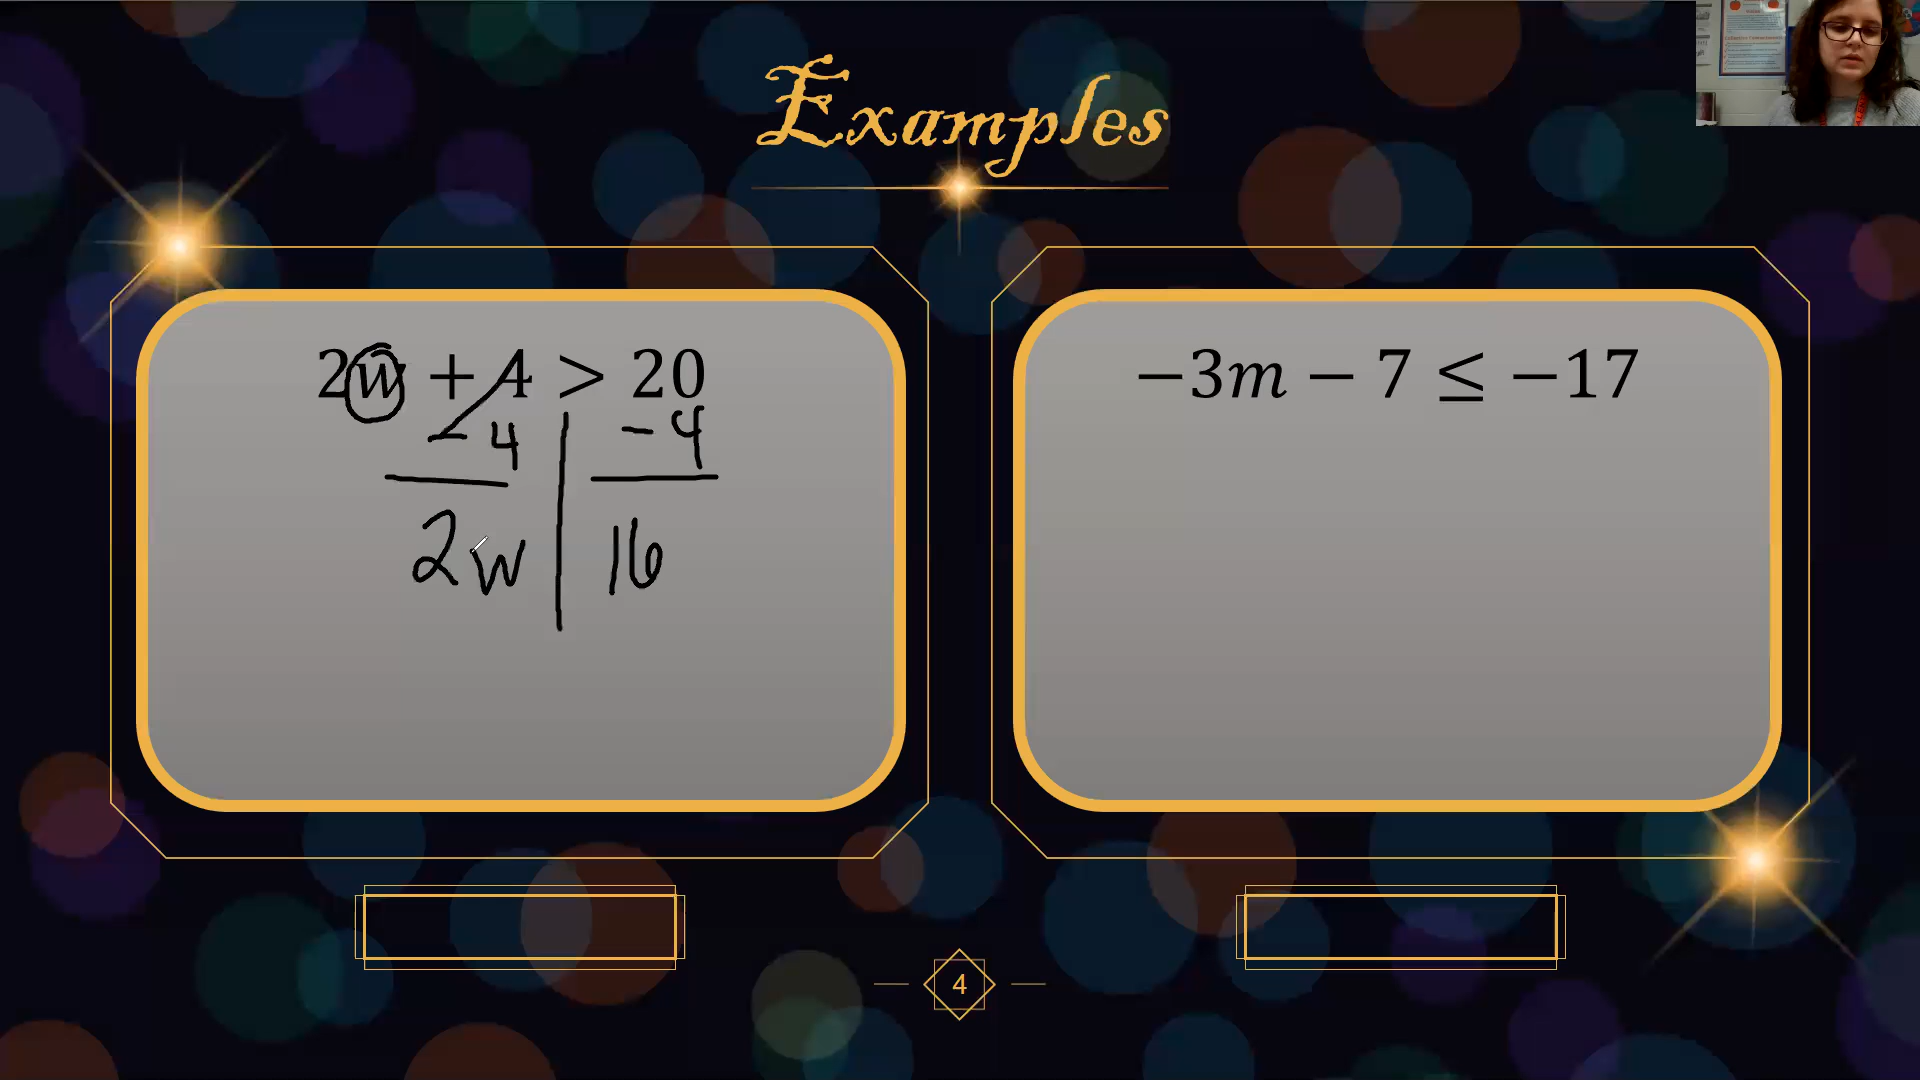 Examples
2w + 4 > 20
- 4 | - 4
2w | 16
−3m − 7 ≤ −17
4